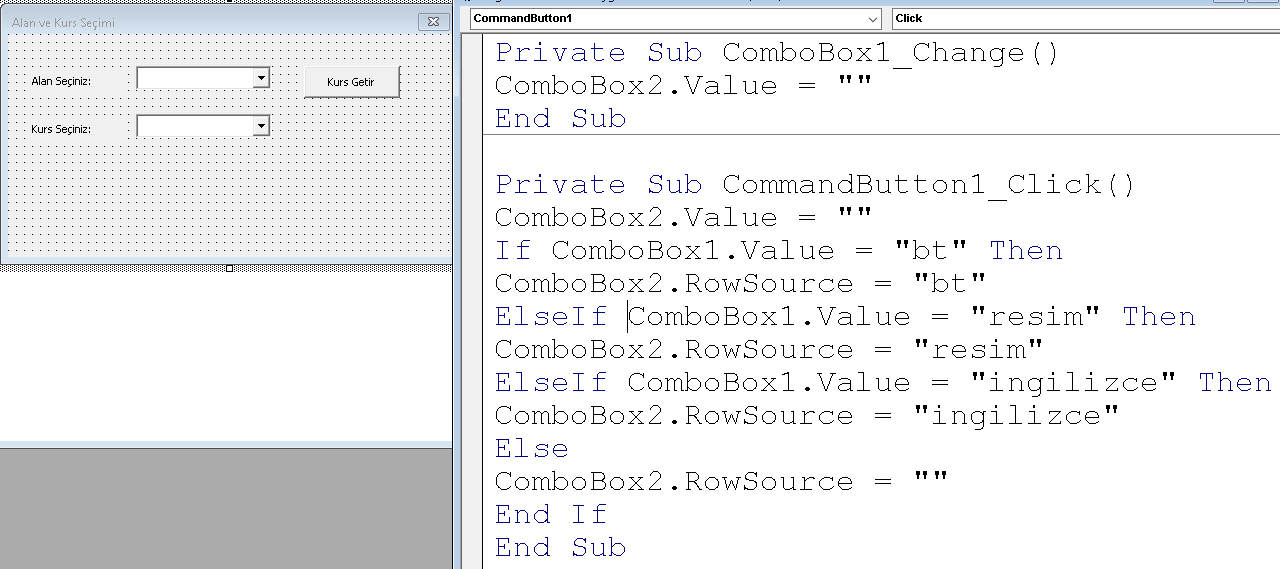 Alan ve Kurs Seçimi
Alan Seçiniz:
Kurs Getir
Kurs Seçiniz:
CommandButton1
Click
Private Sub ComboBox1_Change()
ComboBox2.Value = ""
End Sub
Private Sub CommandButton1_Click()
ComboBox2.Value = ""
If ComboBox1.Value = "bt" Then
ComboBox2.RowSource = "bt"
ElseIf ComboBox1.Value = "resim" Then
ComboBox2.RowSource = "resim"
ElseIf ComboBox1.Value = "ingilizce" Then
ComboBox2.RowSource = "ingilizce"
Else
ComboBox2.RowSource = ""
End If
End Sub